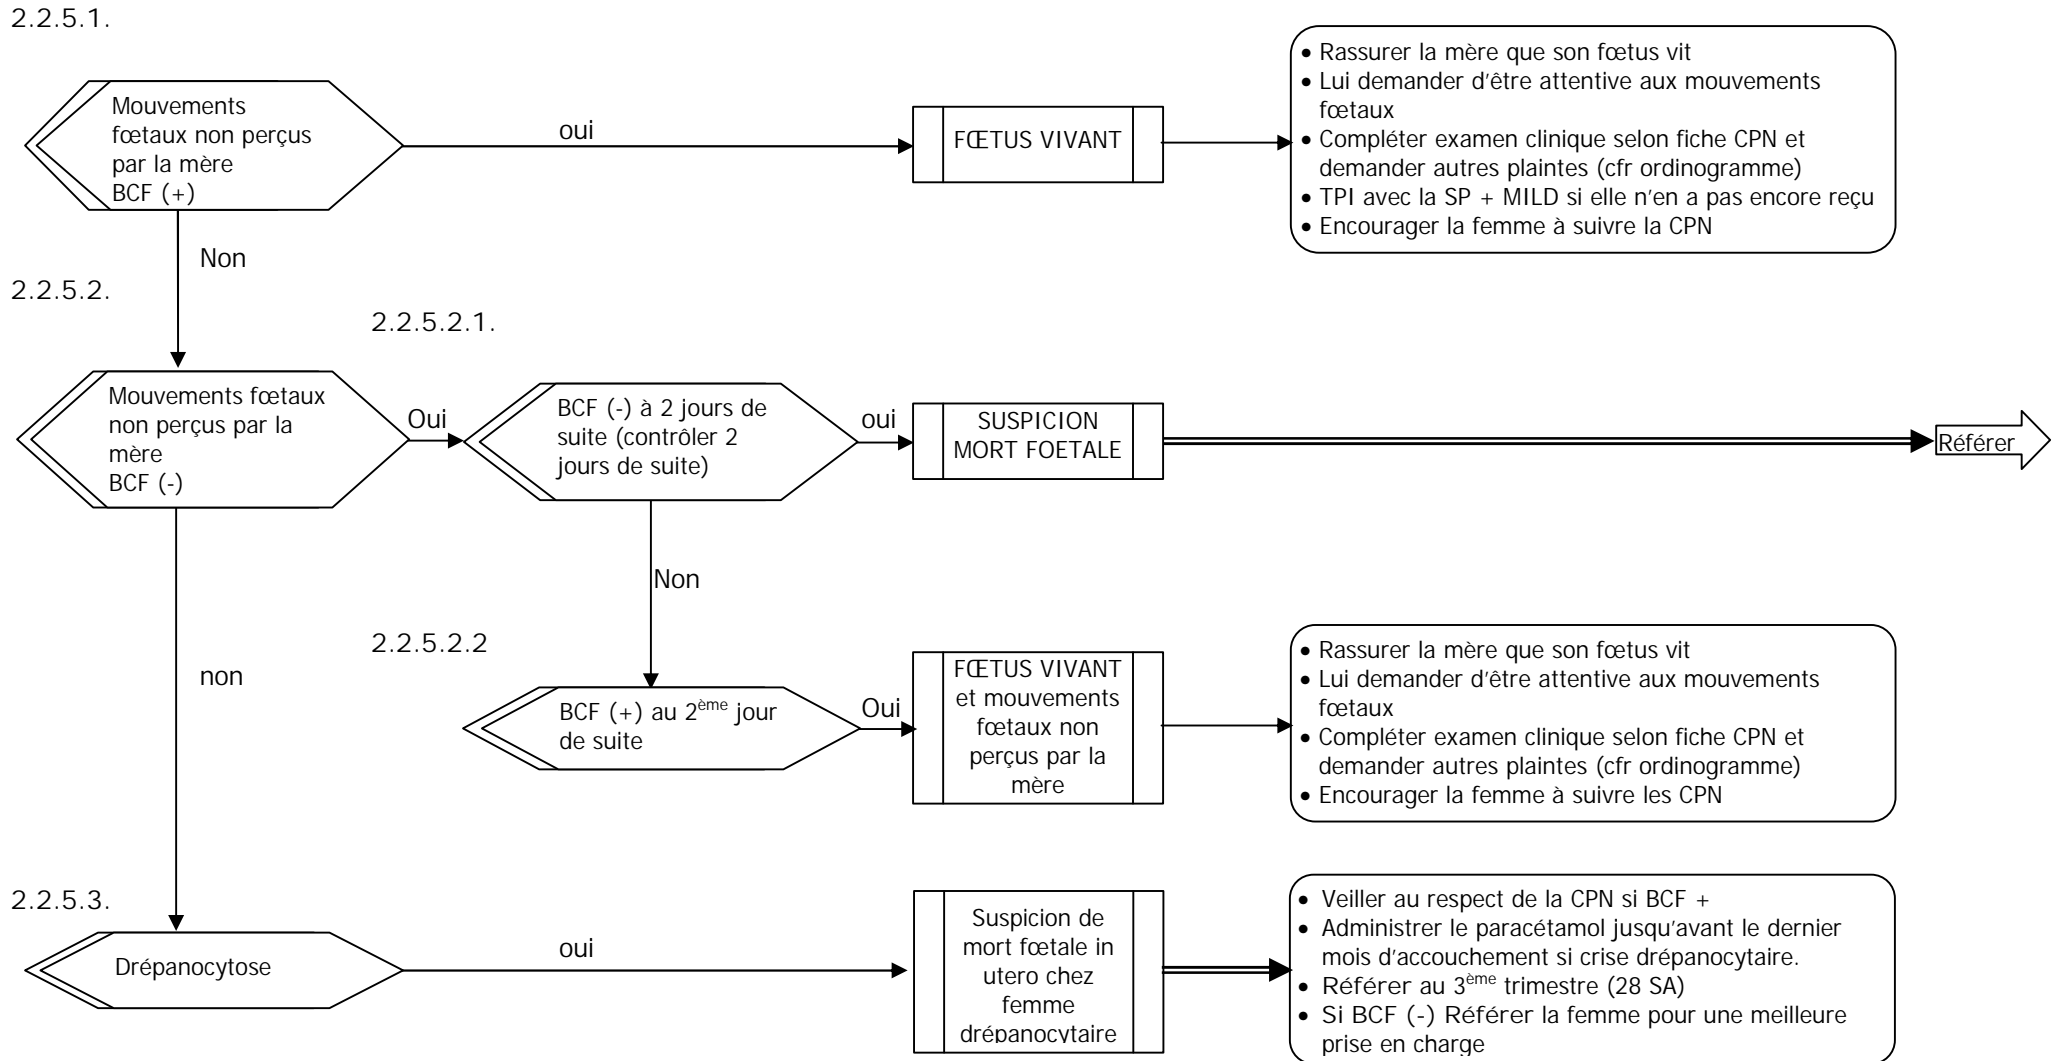 2.2.5.1.
Mouvements
fœtaux non perçus
par la mère
BCF (+)
oui
FŒTUS VIVANT
• Rassurer la mère que son fœtus vit
• Lui demander d'être attentive aux mouvements
fœtaux
• Compléter examen clinique selon fiche CPN et
demander autres plaintes (cfr ordinogramme)
• TPI avec la SP + MILD si elle n'en a pas encore reçu
• Encourager la femme à suivre la CPN
Non
2.2.5.2.
2.2.5.2.1.
Mouvements fœtaux
non perçus par la
mère
BCF (-)
Oui
BCF (-) à 2 jours de
suite (contrôler 2
jours de suite)
oui
SUSPICION
MORT FOETALE
Référer
Non
non
2.2.5.2.2
BCF (+) au 2ème jour
de suite
Oui
FŒTUS VIVANT
et mouvements
fœtaux non
perçus par la
mère
• Rassurer la mère que son fœtus vit
• Lui demander d'être attentive aux mouvements
fœtaux
• Compléter examen clinique selon fiche CPN et
demander autres plaintes (cfr ordinogramme)
• Encourager la femme à suivre les CPN
2.2.5.3.
Drépanocytose
oui
Suspicion de
mort fœtale in
utero chez
femme
drépanocytaire
• Veiller au respect de la CPN si BCF +
• Administrer le paracétamol jusqu'avant le dernier
mois d'accouchement si crise drépanocytaire.
• Référer au 3ème trimestre (28 SA)
• Si BCF (-) Référer la femme pour une meilleure
prise en charge